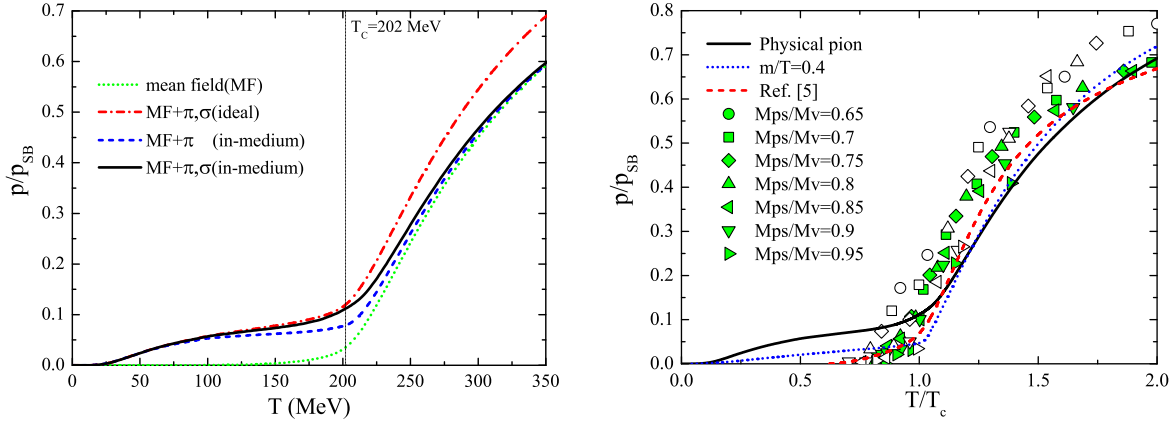 T_C=202 MeV
0.7
0.6
0.5
0.4
0.3
0.2
0.1
0.0
p/p_SB
mean field(MF)
MF+π,σ(ideal)
MF+π (in-medium)
MF+π,σ(in-medium)
0 50 100 150 200 250 300 350
T (MeV)
0.8
0.7
0.6
0.5
0.4
0.3
0.2
0.1
0.0
p/p_SB
Physical pion
m/T=0.4
Ref. [5]
Mps/Mv=0.65
Mps/Mv=0.7
Mps/Mv=0.75
Mps/Mv=0.8
Mps/Mv=0.85
Mps/Mv=0.9
Mps/Mv=0.95
0.0 0.5 1.0 1.5 2.0
T/T_c